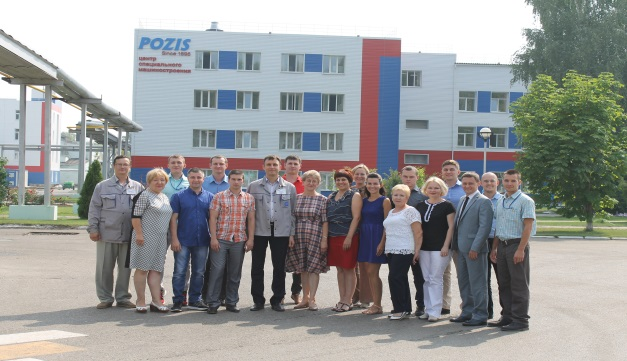 POZIS
Since 1898
центр
специального
машиностроения